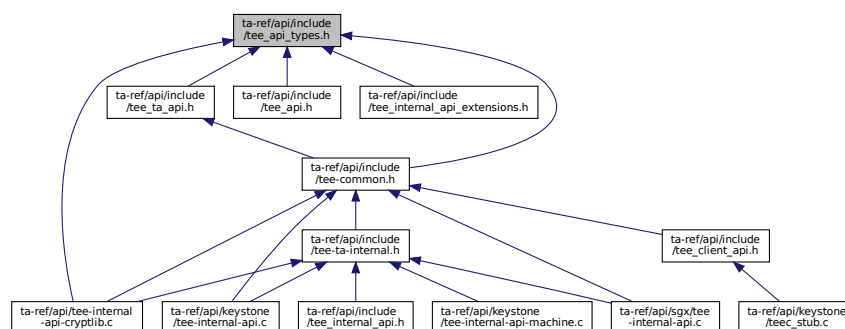 ta-ref/api/include
/tee_api_types.h
ta-ref/api/include
/tee_ta_api.h
ta-ref/api/include
/tee_api.h
ta-ref/api/include
/tee_internal_api_extensions.h
ta-ref/api/include
/tee-common.h
ta-ref/api/include
/tee-ta-internal.h
ta-ref/api/include
/tee_client_api.h
ta-ref/api/tee-internal
-api-cryptlib.c
ta-ref/api/keystone
/tee-internal-api.c
ta-ref/api/include
/tee_internal_api.h
ta-ref/api/keystone
/tee-internal-api-machine.c
ta-ref/api/sgx/tee
-internal-api.c
ta-ref/api/keystone
/teec_stub.c